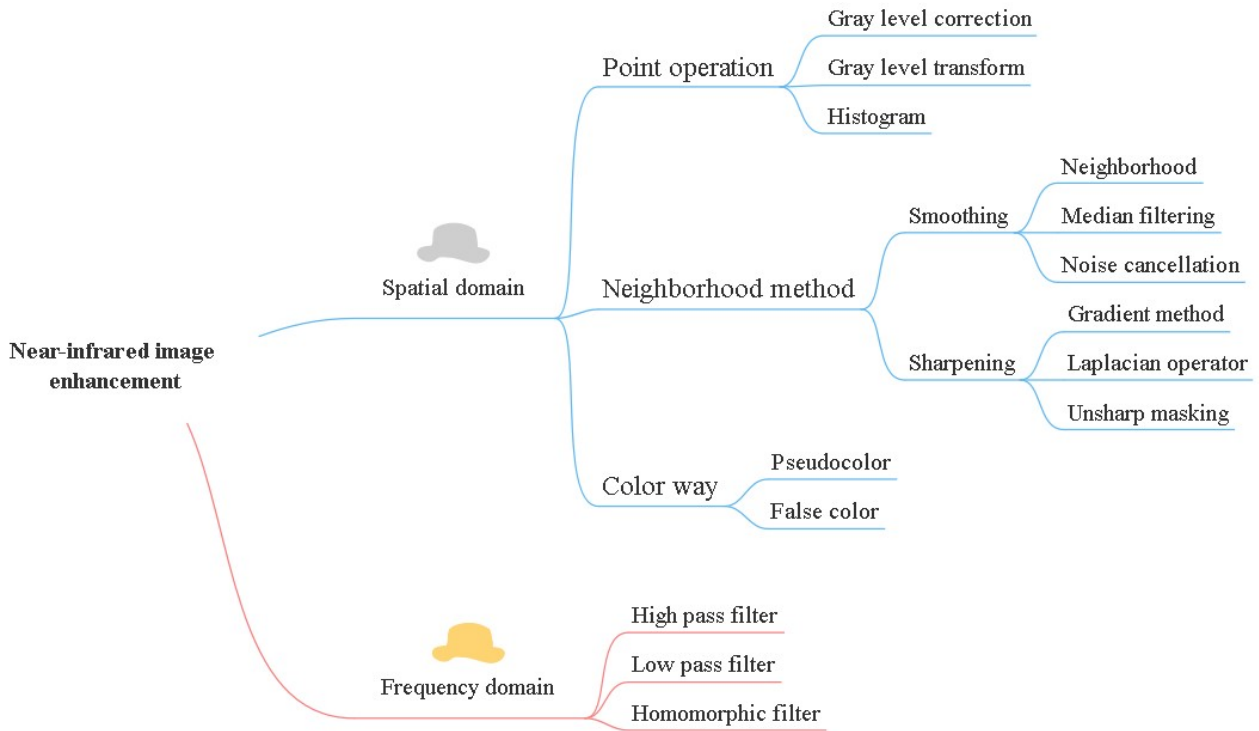 Near-infrared image
enhancement
Spatial domain
Point operation
Gray level correction
Gray level transform
Histogram
Neighborhood method
Smoothing
Neighborhood
Median filtering
Noise cancellation
Sharpening
Gradient method
Laplacian operator
Unsharp masking
Color way
Pseudocolor
False color
Frequency domain
High pass filter
Low pass filter
Homomorphic filter